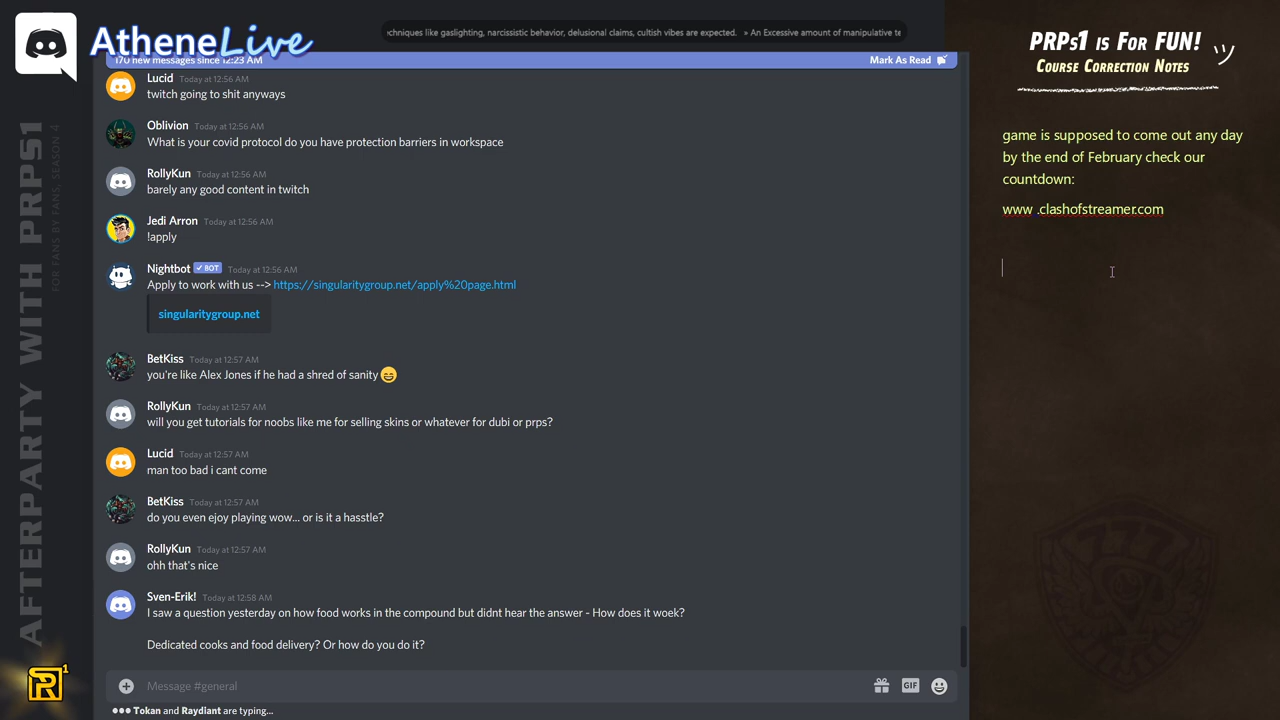 AtheneLive
echniques like gaslighting, narcissistic behavior, delusional claims, cultish vibes are expected. » An Excessive amount of manipulative te
PRPs1 is For FUN!
Course Correction Notes
ツ
170 new messages since 12:23 AM
Mark As Read
Lucid Today at 12:56 AM
twitch going to shit anyways
Oblivion Today at 12:56 AM
What is your covid protocol do you have protection barriers in workspace
RollyKun Today at 12:56 AM
barely any good content in twitch
Jedi Arron Today at 12:56 AM
!apply
Nightbot ✓ BOT Today at 12:56 AM
Apply to work with us --> https://singularitygroup.net/apply%20page.html
singularitygroup.net
BetKiss Today at 12:57 AM
you're like Alex Jones if he had a shred of sanity 😄
RollyKun Today at 12:57 AM
will you get tutorials for noobs like me for selling skins or whatever for dubi or prps?
Lucid Today at 12:57 AM
man too bad i cant come
BetKiss Today at 12:57 AM
do you even ejoy playing wow... or is it a hasstle?
RollyKun Today at 12:57 AM
ohh that's nice
Sven-Erik! Today at 12:58 AM
I saw a question yesterday on how food works in the compound but didnt hear the answer - How does it woek?
Dedicated cooks and food delivery? Or how do you do it?
Message #general
GIF
Tokan and Raydiant are typing...
game is supposed to come out any day
by the end of February check our
countdown:
www .clashofstreamer.com
AFTERPARTY WITH PRPS1
FOR FANS BY FANS, SEASON 4
R1
777